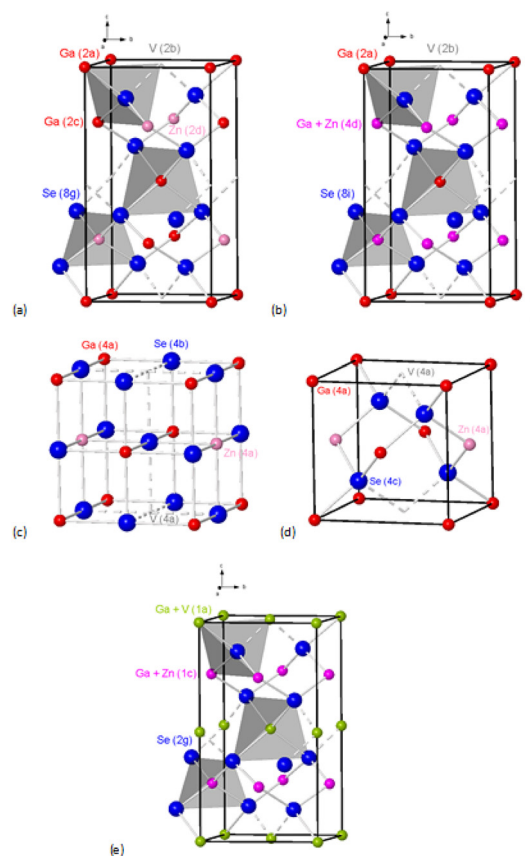 c
a
b
c
a
b
Ga (2a)
V (2b)
Ga (2a)
V (2b)
Ga (2c)
Zn (2d)
Ga + Zn (4d)
Se (8g)
Se (8i)
(a)
(b)
Ga (4a)
Se (4b)
Zn (4a)
V (4a)
(c)
V (4a)
Ga (4a)
Zn (4a)
Se (4c)
(d)
c
a
b
Ga + V (1a)
Ga + Zn (1c)
Se (2g)
(e)